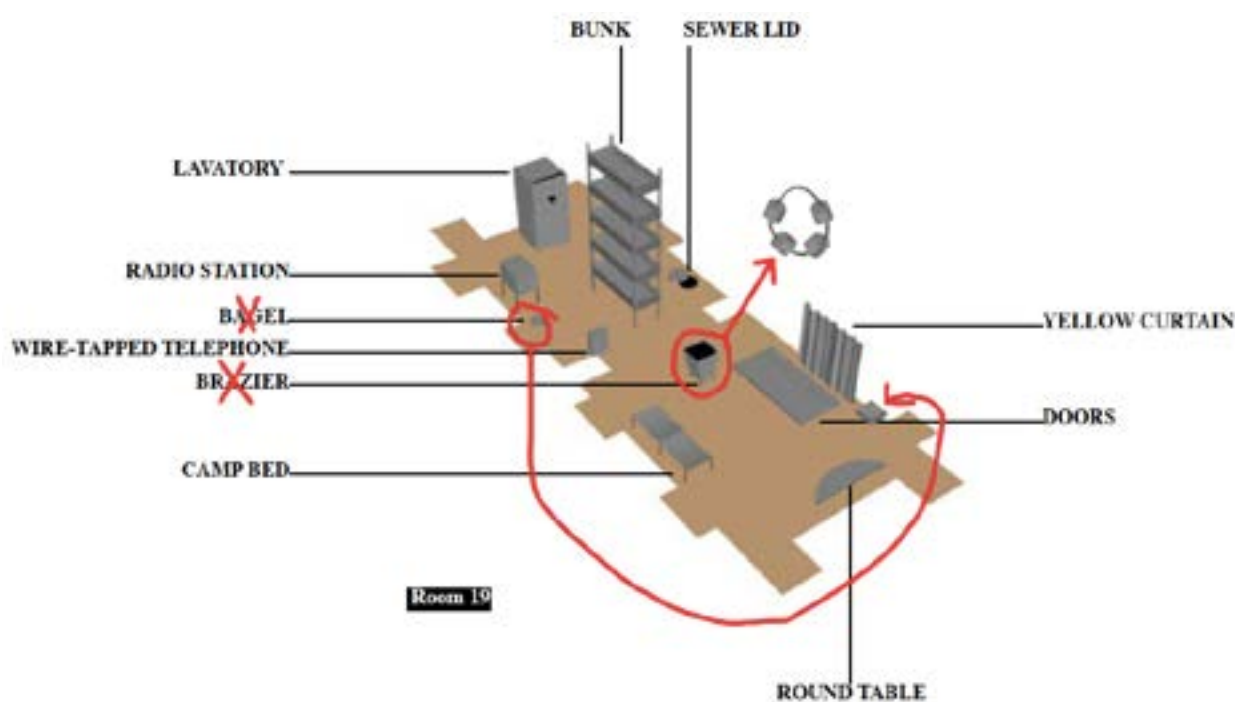 BUNK
SEWER LID
LAVATORY
RADIO STATION
BAGEL
YELLOW CURTAIN
WIRE-TAPPED TELEPHONE
BRAZIER
DOORS
CAMP BED
Room 19
ROUND TABLE